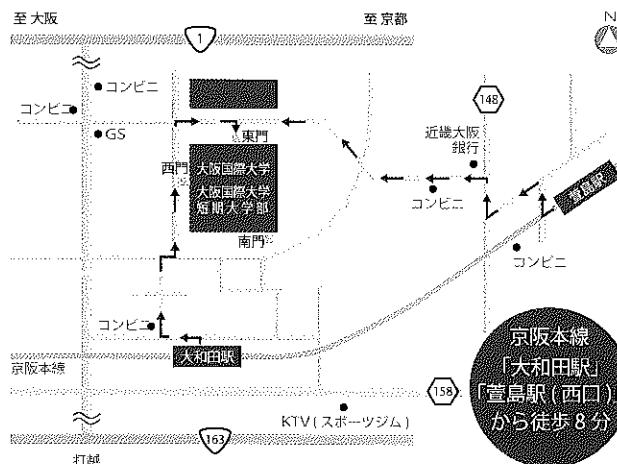 至 大阪
至 京都
N
1
コンビニ
コンビニ
148
GS
東門
近畿大阪
銀行
西門
大阪国際大学
大阪国際大学
短期大学部
コンビニ
萱島駅
南門
コンビニ
コンビニ
大和田駅
京阪本線
京阪本線
「大和田駅」
「萱島駅(西口)」
から徒歩8分
158
KTV (スポーツジム)
163
打越